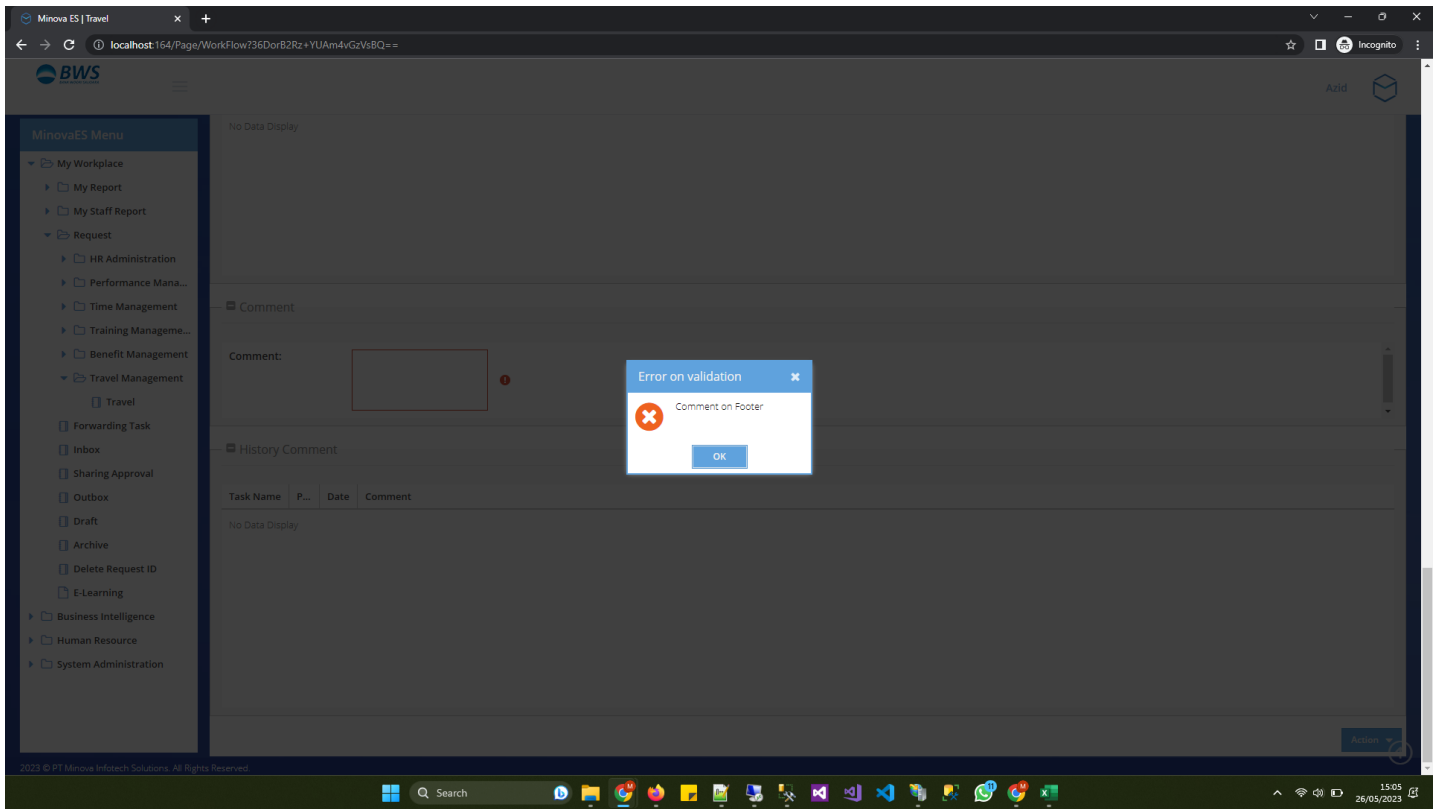 Minova ES | Travel
localhost:164/Page/WorkFlow?36DorB2Rz+YUAm4vGzVsBQ==
Incognito
BWS
Azid
MinovaES Menu
My Workplace
My Report
My Staff Report
Request
HR Administration
Performance Mana...
Time Management
Training Manageme...
Benefit Management
Travel Management
Travel
Forwarding Task
Inbox
Sharing Approval
Outbox
Draft
Archive
Delete Request ID
E-Learning
Business Intelligence
Human Resource
System Administration
No Data Display
Comment
Comment:
Error on validation
Comment on Footer
OK
History Comment
Task Name P... Date Comment
No Data Display
Action
2023 © PT Minova Infotech Solutions. All Rights Reserved.
Search
15:05
26/05/2023